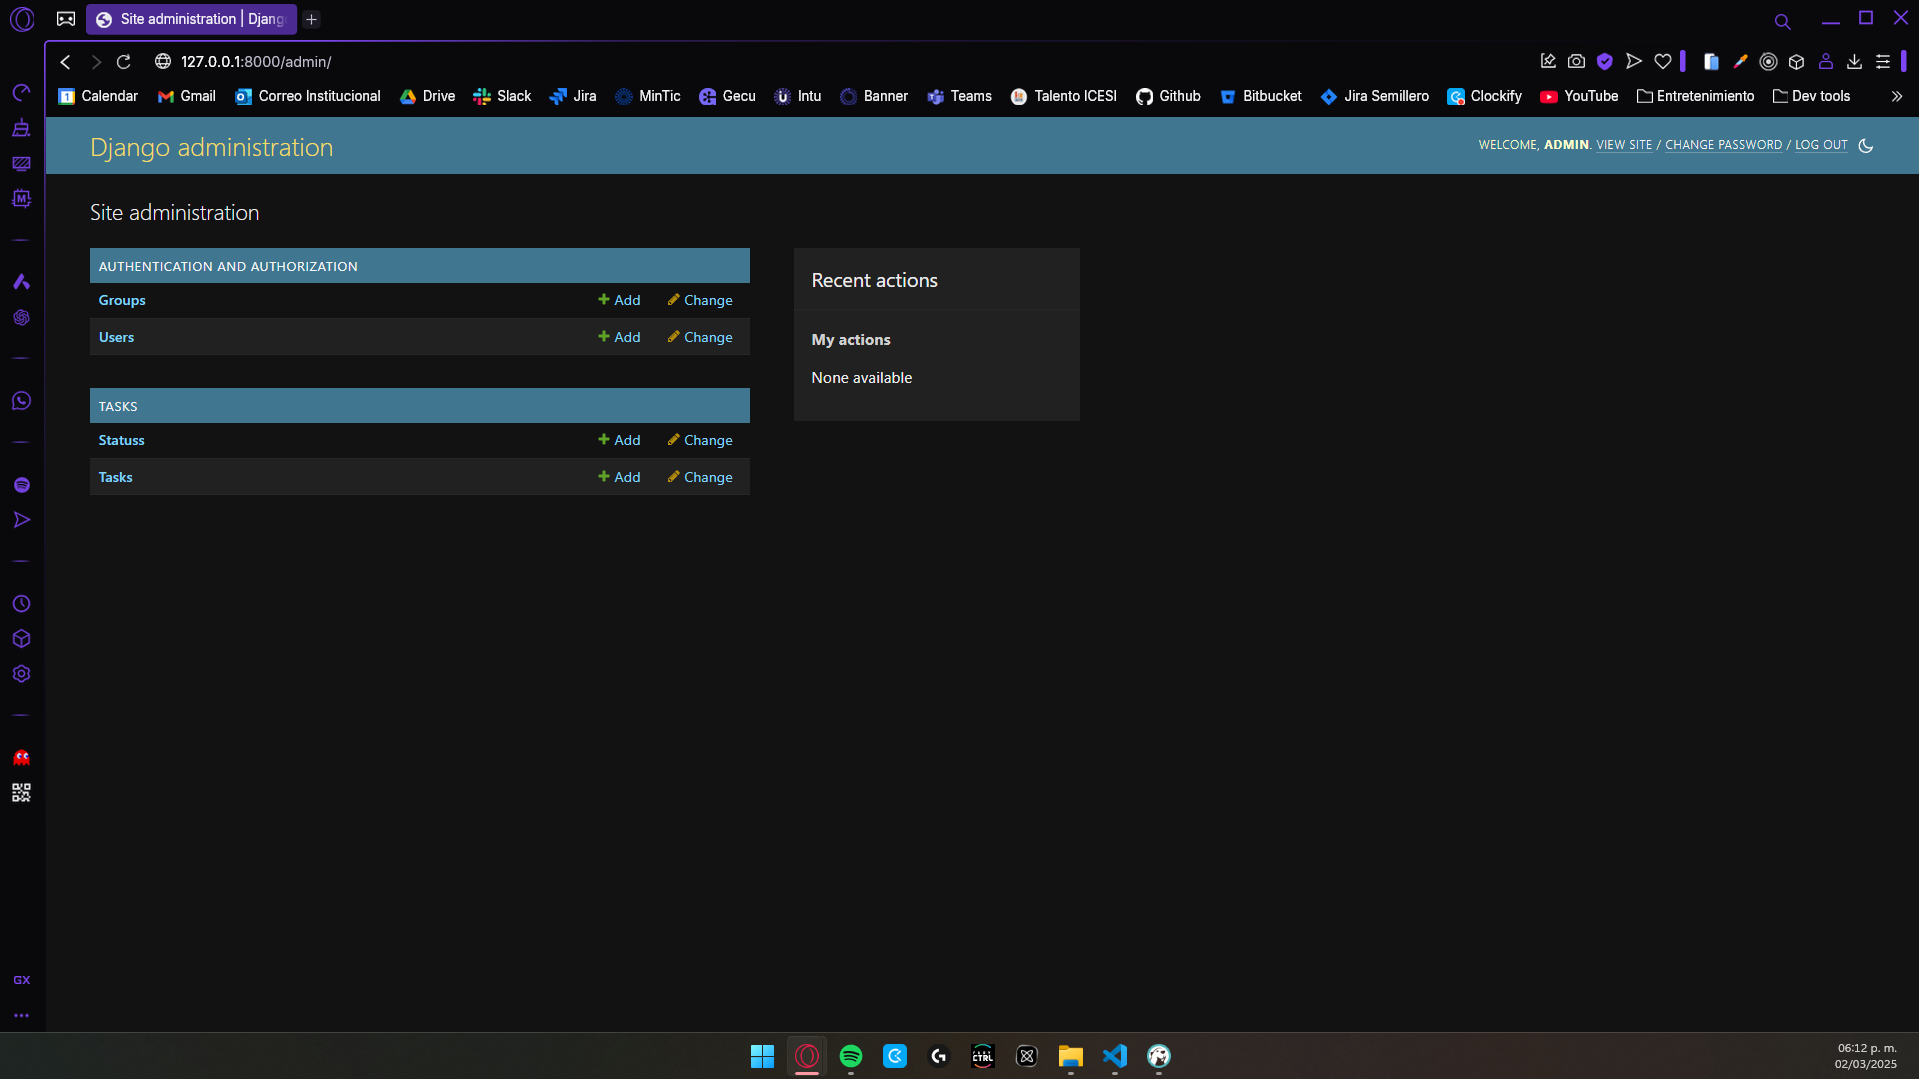 Site administration | Djang
127.0.0.1:8000/admin/
Calendar Gmail Correo Institucional Drive Slack Jira MinTic Gecu Intu Banner Teams Talento ICESI Github Bitbucket Jira Semillero Clockify YouTube Entretenimiento Dev tools
Django administration
WELCOME, ADMIN. VIEW SITE / CHANGE PASSWORD / LOG OUT
Site administration
AUTHENTICATION AND AUTHORIZATION
Groups Add Change
Users Add Change
TASKS
Statuss Add Change
Tasks Add Change
Recent actions
My actions
None available
GX
06:12 p. m.
02/03/2025